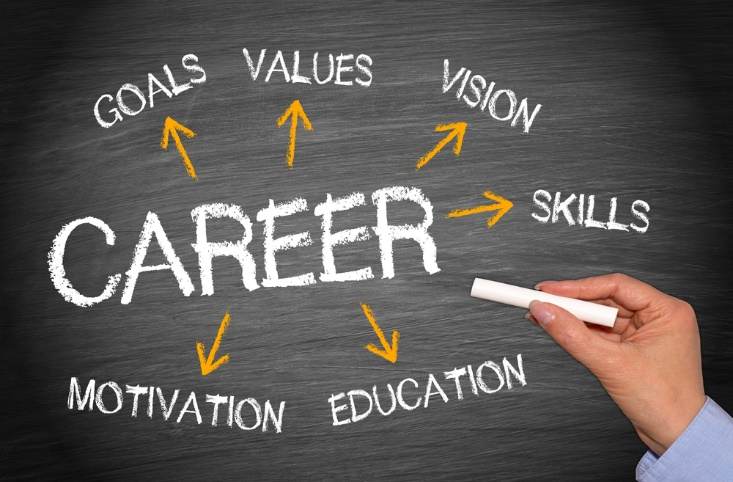 GOALS
VALUES
VISION
CAREER
SKILLS
MOTIVATION
EDUCATION